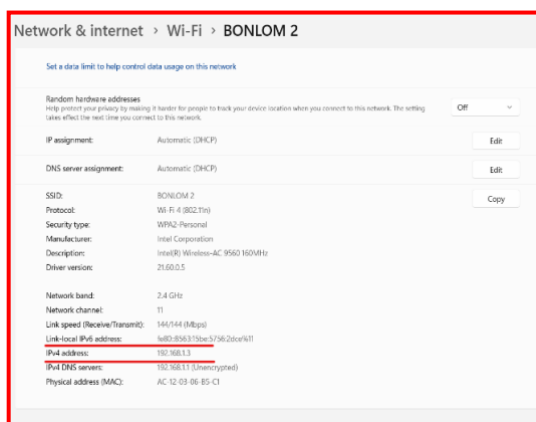 Network & internet > Wi-Fi > BONLOM 2
Set a data limit to help control data usage on this network
Random hardware addresses
Help protect your privacy by making it harder for people to track your device location when you connect to this network. The setting
takes effect the next time you connect to this network.
Off
IP assignment: Automatic (DHCP)
Edit
DNS server assignment: Automatic (DHCP)
Edit
SSID: BONLOM 2
Copy
Protocol: Wi-Fi 4 (802.11n)
Security type: WPA2-Personal
Manufacturer: Intel Corporation
Description: Intel(R) Wireless-AC 9560 160MHz
Driver version: 21.60.0.5
Network band: 2.4 GHz
Network channel: 11
Link speed (Receive/Transmit): 144/144 (Mbps)
Link-local IPv6 address: fe80::8563:15be:5756:2dce%11
IPv4 address: 192.168.1.3
IPv4 DNS servers: 192.168.1.1 (Unencrypted)
Physical address (MAC): AC-12-03-06-B5-C1